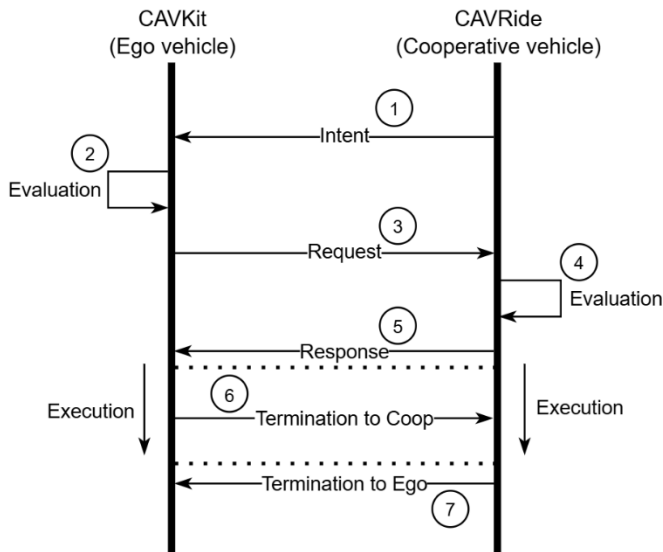 CAVKit
(Ego vehicle)
CAVRide
(Cooperative vehicle)
1
Intent
2
Evaluation
3
Request
4
Evaluation
5
Response
6
Execution
Termination to Coop
Execution
Termination to Ego
7